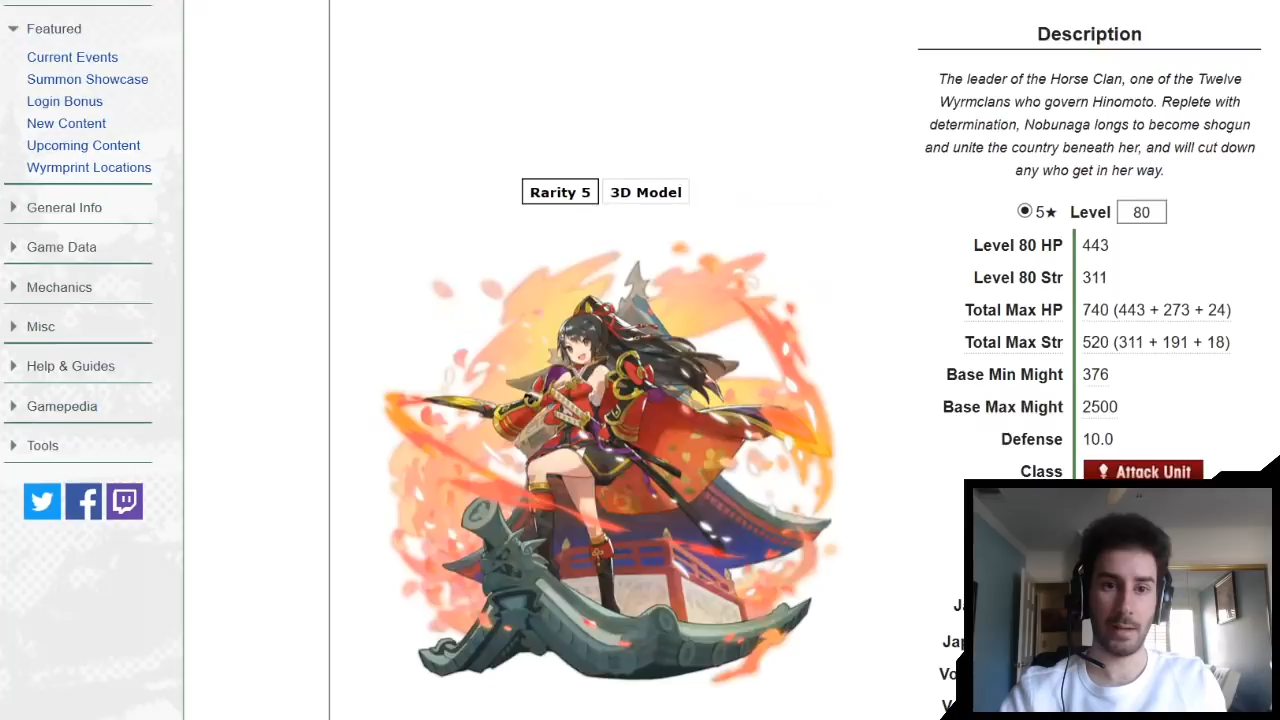 Featured
Current Events
Summon Showcase
Login Bonus
New Content
Upcoming Content
Wyrmprint Locations
General Info
Game Data
Mechanics
Misc
Help & Guides
Gamepedia
Tools
Rarity 5
3D Model
Description
The leader of the Horse Clan, one of the Twelve
Wyrmclans who govern Hinomoto. Replete with
determination, Nobunaga longs to become shogun
and unite the country beneath her, and will cut down
any who get in her way.
5★ Level 80
Level 80 HP 443
Level 80 Str 311
Total Max HP 740 (443 + 273 + 24)
Total Max Str 520 (311 + 191 + 18)
Base Min Might 376
Base Max Might 2500
Defense 10.0
Class Attack Unit